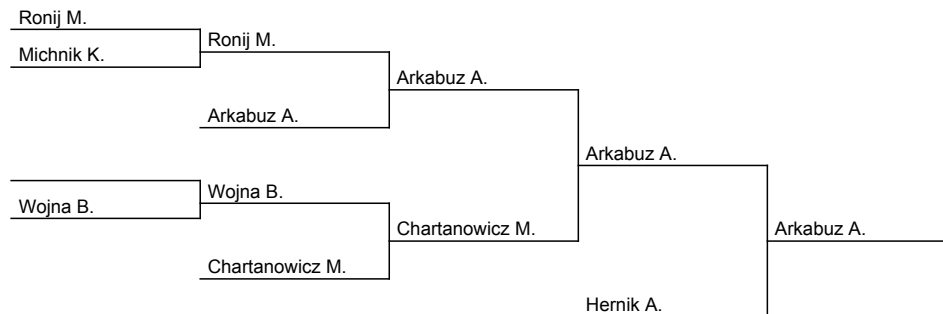 Ronij M.
Michnik K.
Ronij M.
Arkabuz A.
Arkabuz A.
Wojna B.
Wojna B.
Chartanowicz M.
Chartanowicz M.
Arkabuz A.
Hernik A.
Arkabuz A.